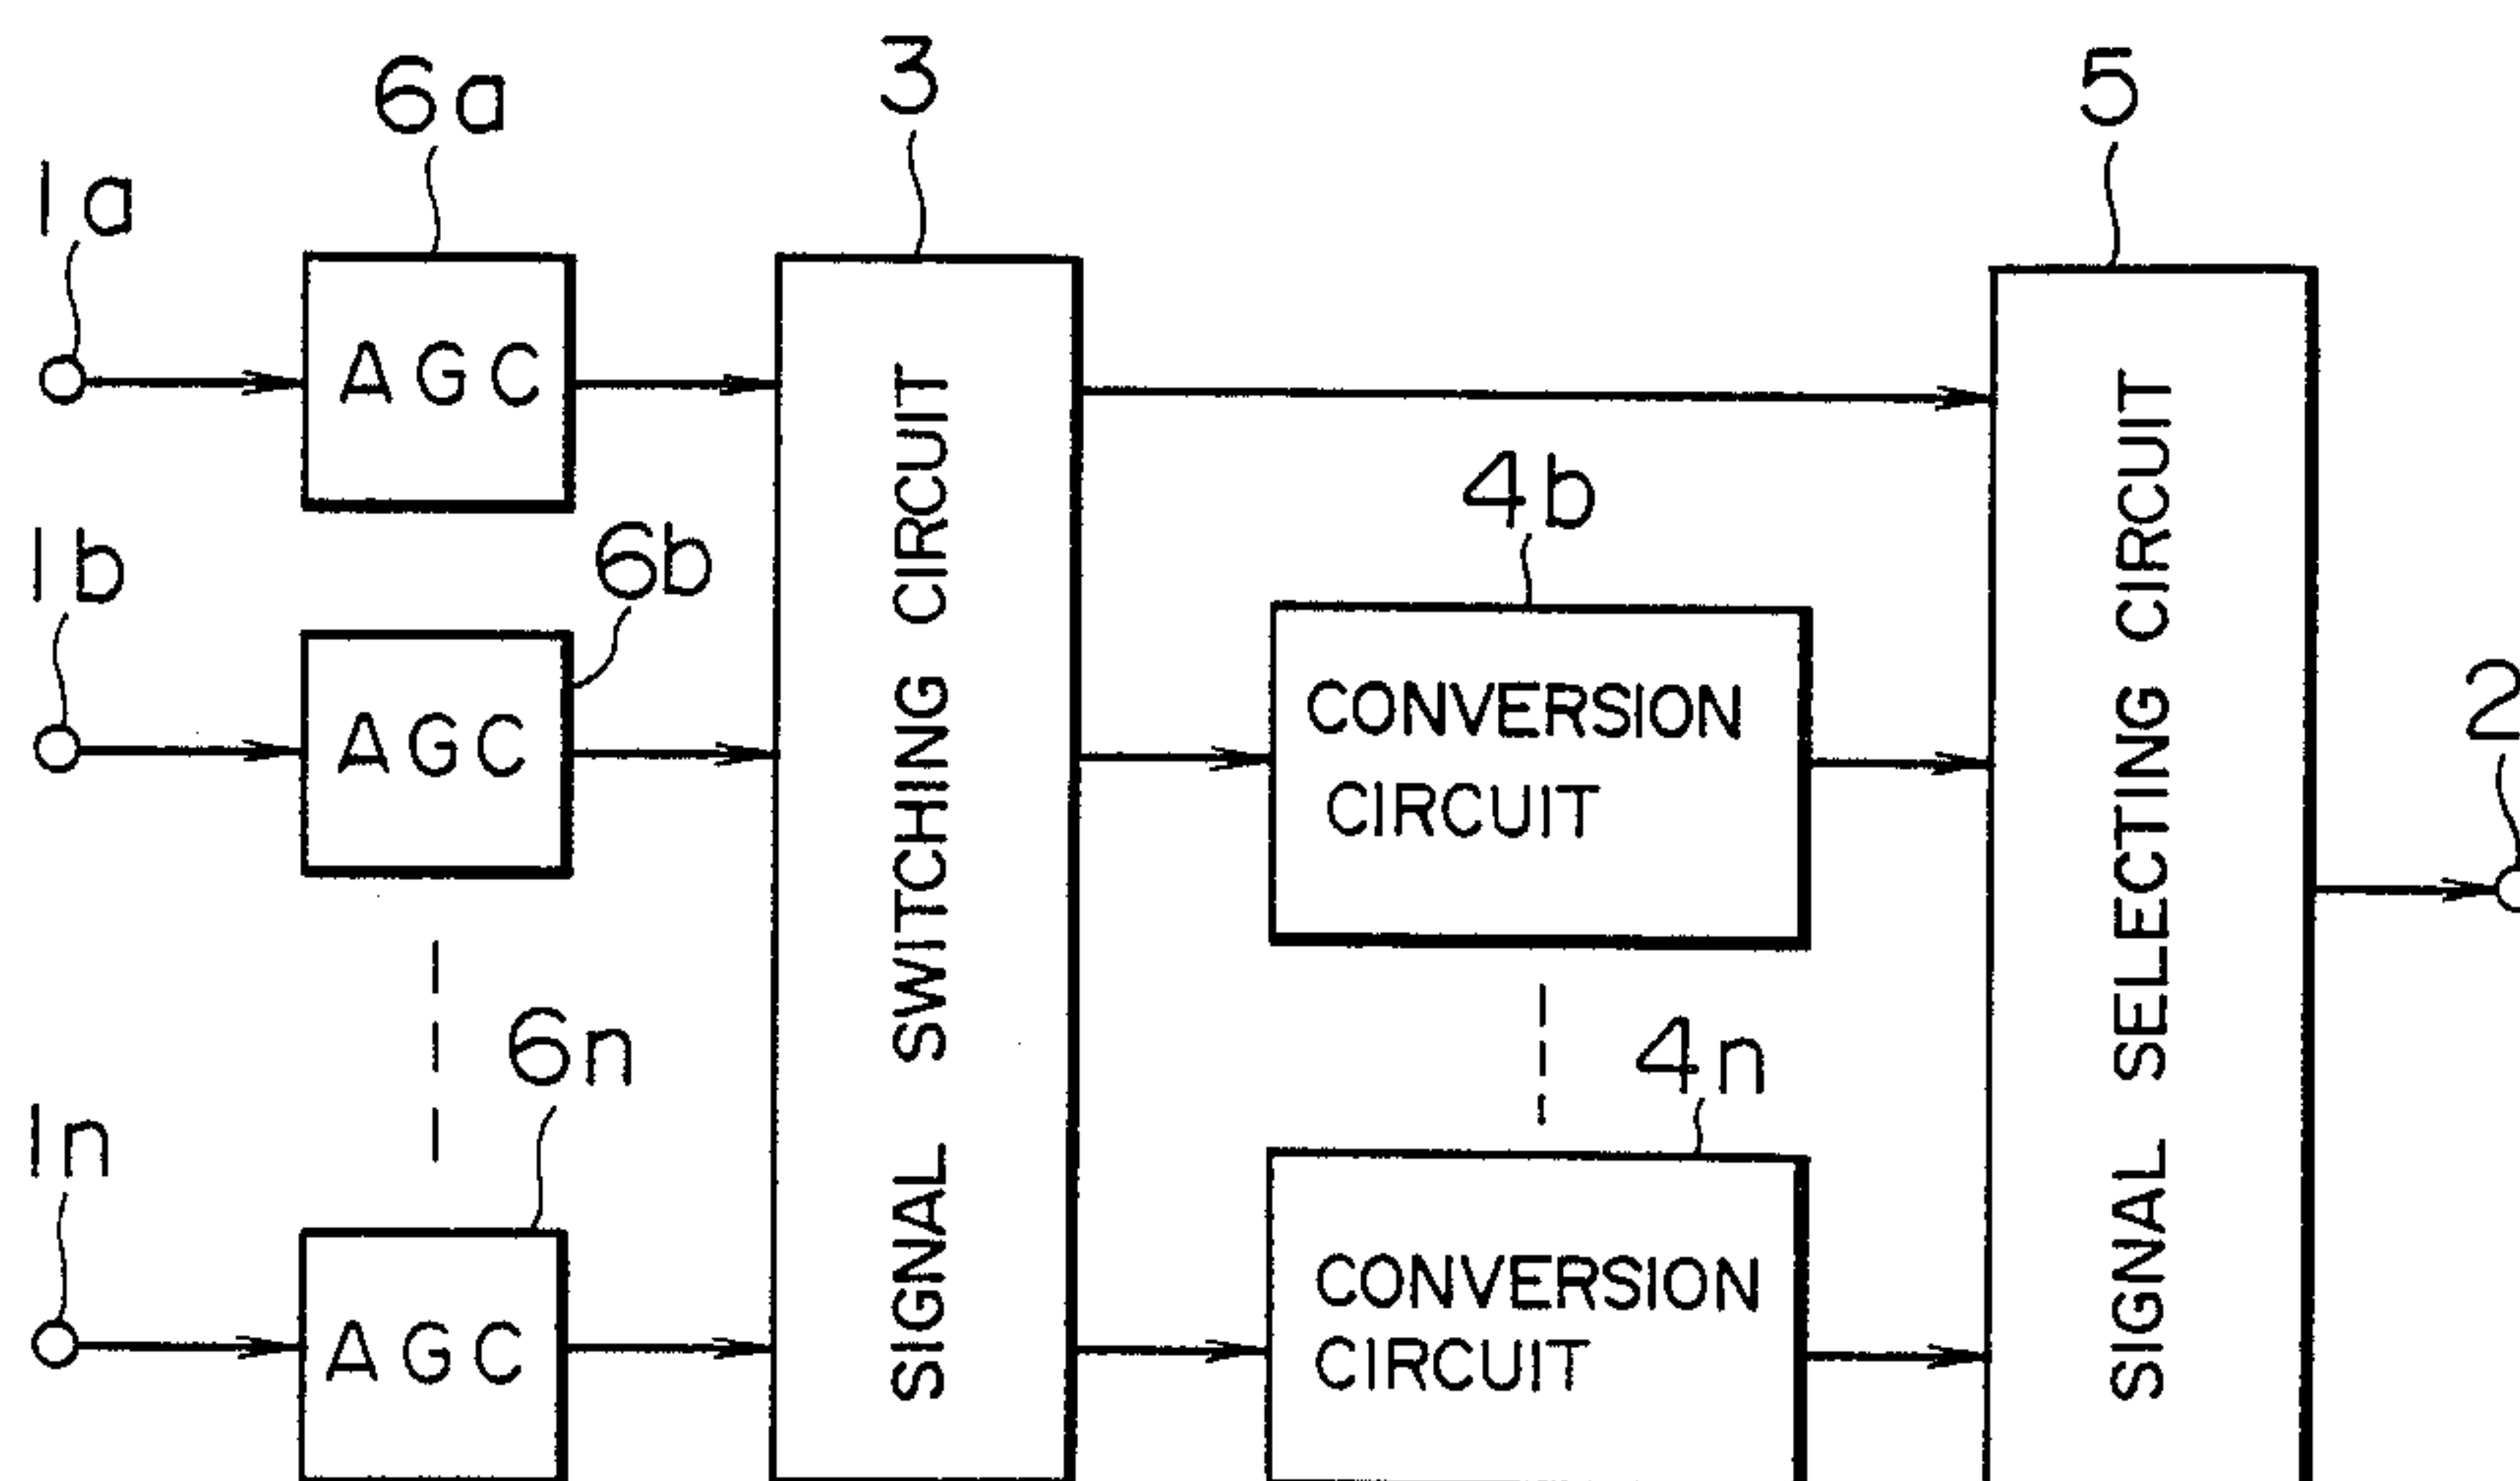 6a
3
5
1a
AGC
4b
1b
6b
CONVERSION
CIRCUIT
AGC
2
SIGNAL SWITCHING CIRCUIT
SIGNAL SELECTING CIRCUIT
6n
4n
1n
CONVERSION
CIRCUIT
AGC